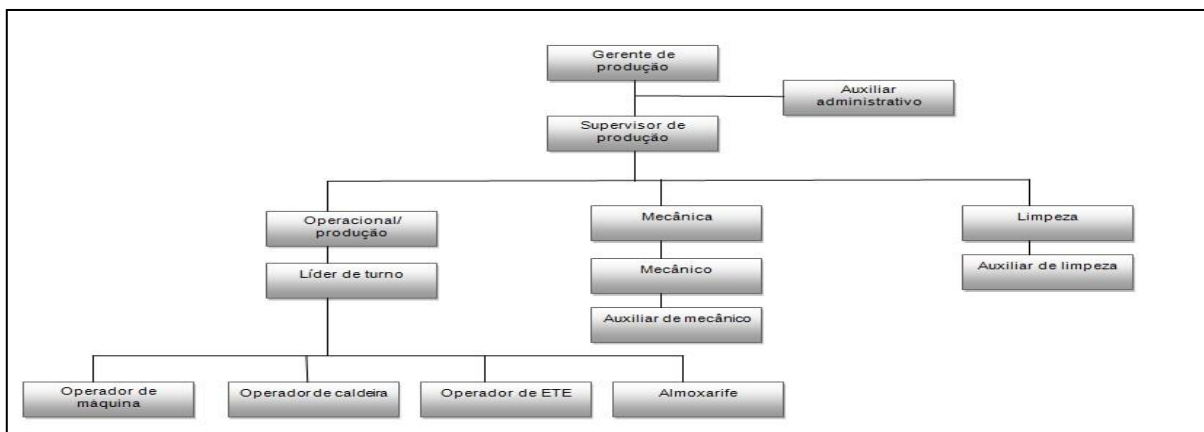 Gerente de
produção
Auxiliar
administrativo
Supervisor de
produção
Operacional/
produção
Mecânica
Limpeza
Líder de turno
Mecânico
Auxiliar de limpeza
Auxiliar de mecânico
Operador de
máquina
Operador de caldeira
Operador de ETE
Almoxarife